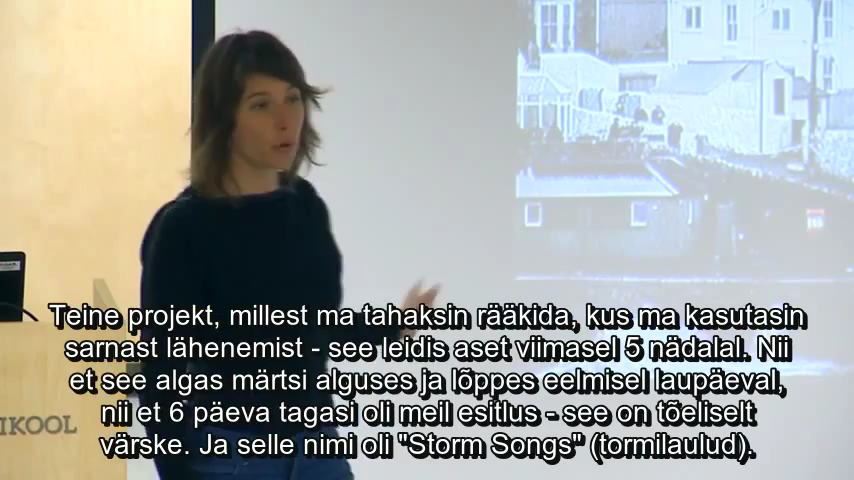 Teine projekt, millest ma tahaksin rääkida, kus ma kasutasin
sarnast lähenemist - see leidis aset viimasel 5 nädalal. Nii
et see algas märtsi alguses ja lõppes eelmisel laupäeval,
IKOOL
nii et 6 päeva tagasi oli meil esitlus - see on tõeliselt
värske. Ja selle nimi oli "Storm Songs" (tormilaulud).